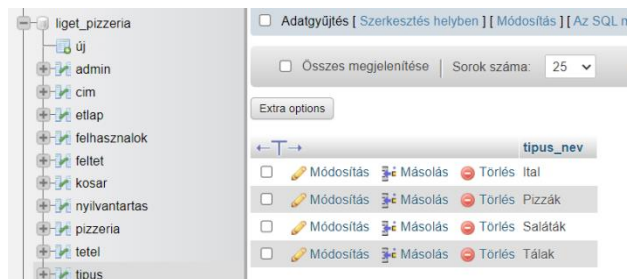 liget_pizzeria
új
admin
cim
etlap
felhasznalok
feltet
kosar
nyilvantartas
pizzeria
tetel
tipus
Adatgyűjtés [ Szerkesztés helyben ] [ Módosítás ] [ Az SQL
Összes megjelenítése | Sorok száma: 25
Extra options
←T→ tipus_nev
Módosítás Másolás Törlés Ital
Módosítás Másolás Törlés Pizzák
Módosítás Másolás Törlés Saláták
Módosítás Másolás Törlés Tálak